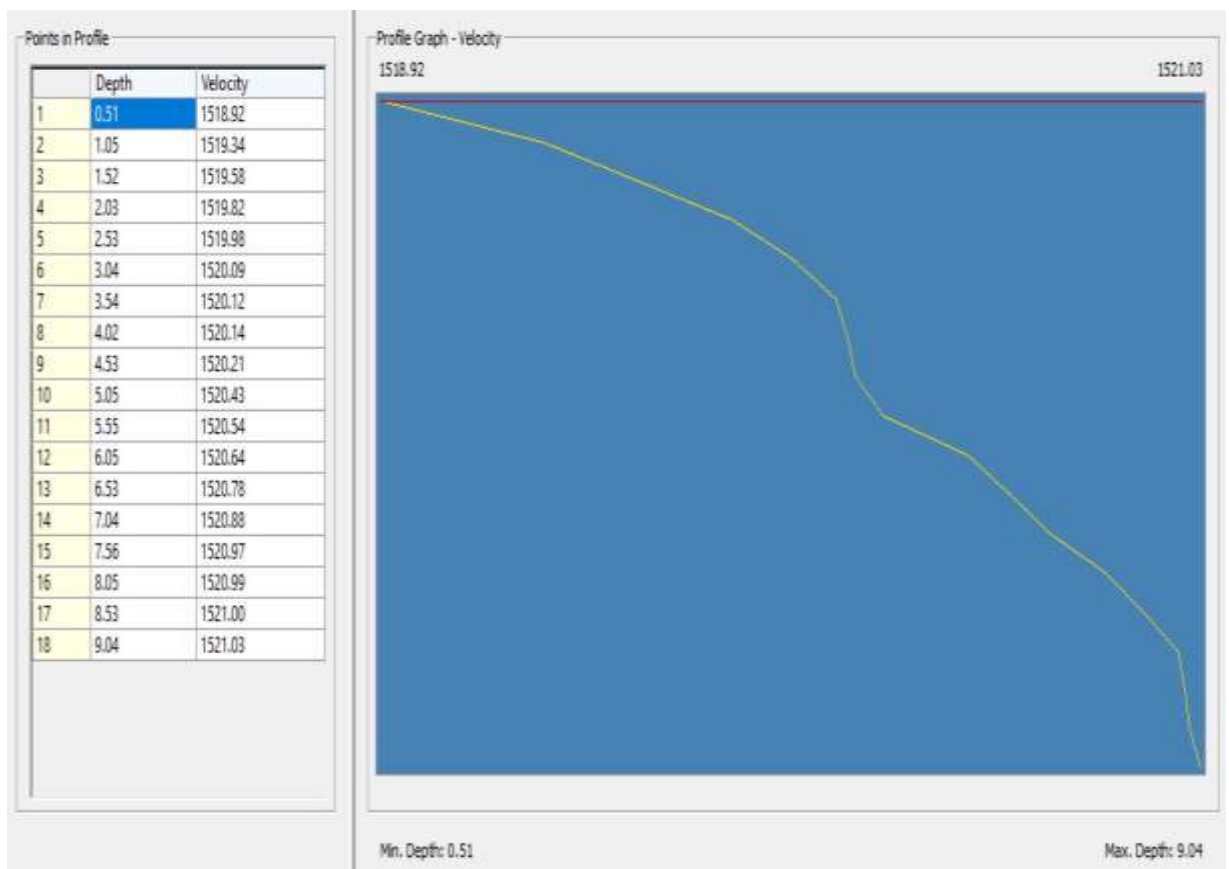 Points in Profile
Depth Velocity
1 0.51 1518.92
2 1.05 1519.34
3 1.52 1519.58
4 2.03 1519.82
5 2.53 1519.98
6 3.04 1520.09
7 3.54 1520.12
8 4.02 1520.14
9 4.53 1520.21
10 5.05 1520.43
11 5.55 1520.54
12 6.05 1520.64
13 6.53 1520.78
14 7.04 1520.88
15 7.56 1520.97
16 8.05 1520.99
17 8.53 1521.00
18 9.04 1521.03
Profile Graph - Velocity
1518.92 1521.03
Min. Depth: 0.51 Max. Depth: 9.04